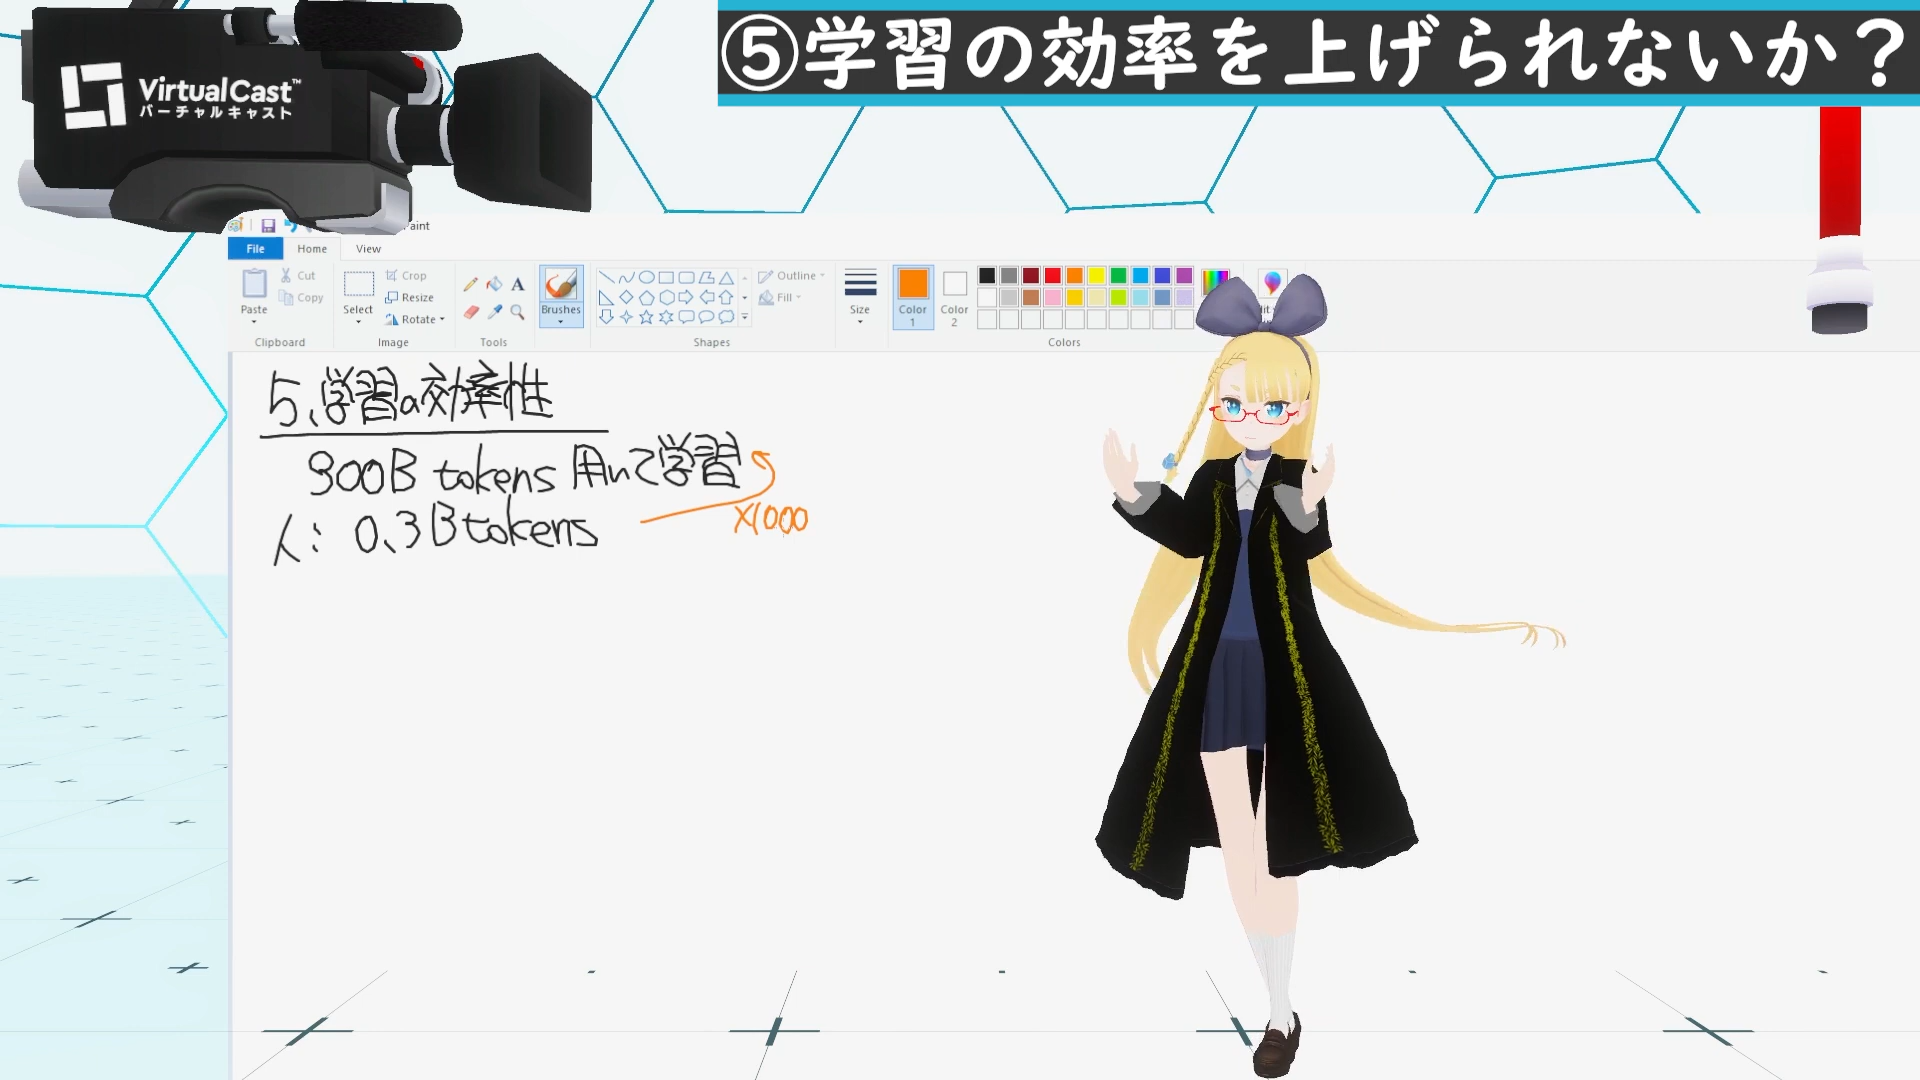 ⑤学習の効率を上げられないか？
VirtualCast™
バーチャルキャスト
aint
File Home View
Paste
Cut
Copy
Clipboard
Select
Crop
Resize
Rotate
Image
Tools
Brushes
Outline
Fill
Shapes
Size
Color 1
Color 2
Colors
5、学習の効率性
300B tokens 用いて学習
人： 0.3B tokens
×1000